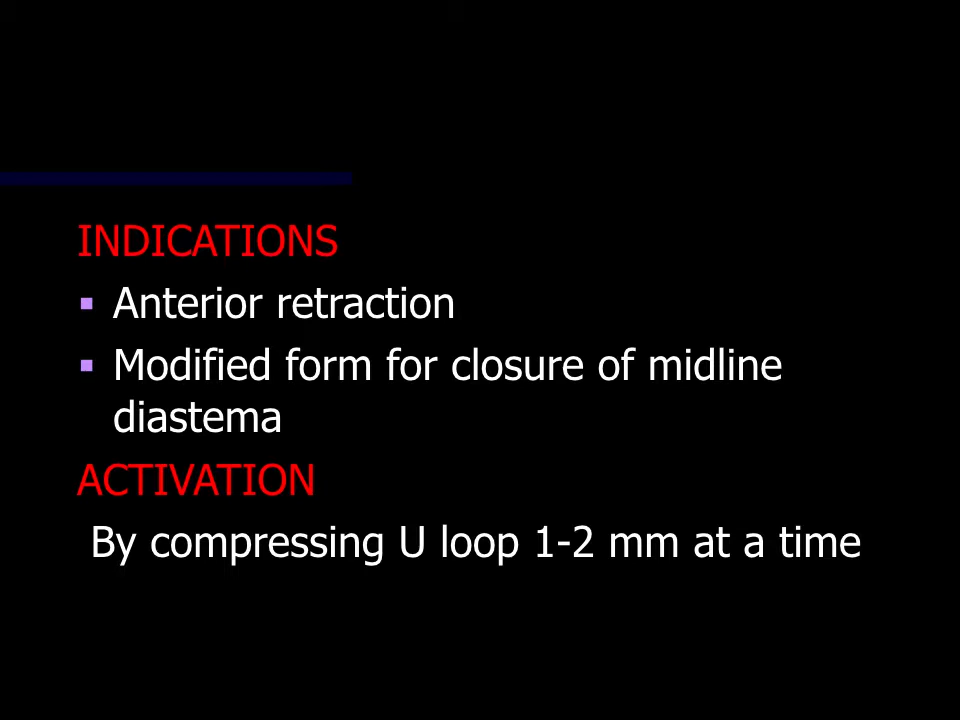 INDICATIONS
▪ Anterior retraction
▪ Modified form for closure of midline
diastema
ACTIVATION
By compressing U loop 1-2 mm at a time